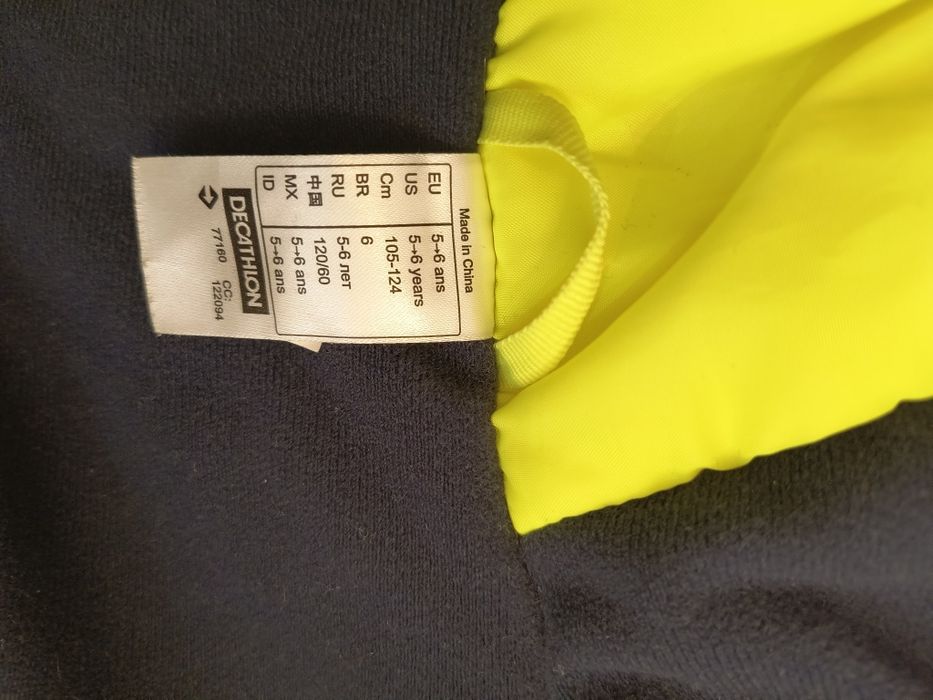 Made in China
EU 5→6 ans
US 5→6 years
Cm 105-124
BR 6
RU 5-6 лет
中国 120/60
MX 5→6 ans
ID 5→6 ans
DECATHLON
77160 CC:
122094